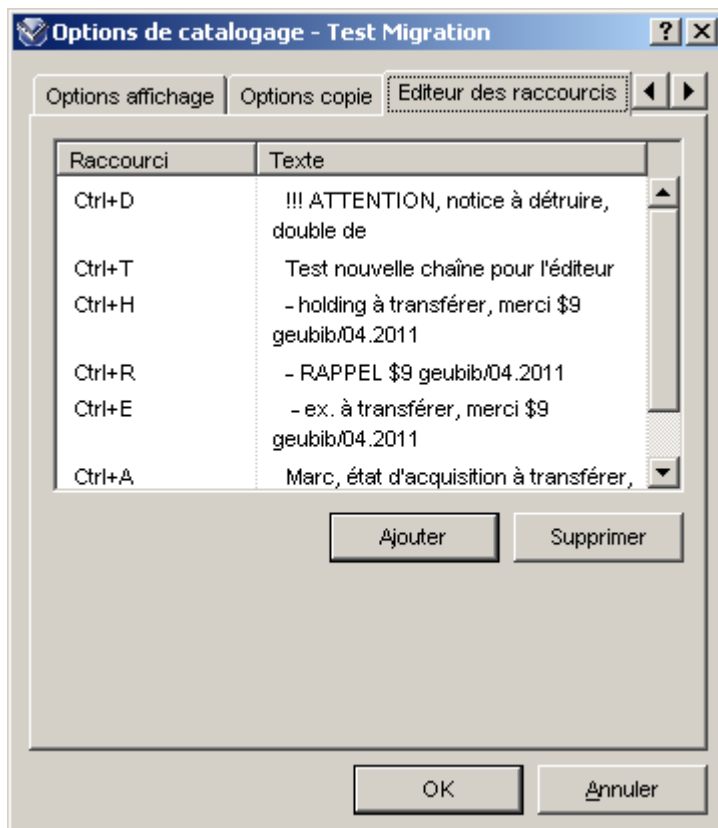 Options de catalogage - Test Migration
Options affichage Options copie Editeur des raccourcis
Raccourci Texte
Ctrl+D !!! ATTENTION, notice à détruire,
double de
Ctrl+T Test nouvelle chaîne pour l'éditeur
Ctrl+H - holding à transférer, merci $9
geubib/04.2011
Ctrl+R - RAPPEL $9 geubib/04.2011
Ctrl+E - ex. à transférer, merci $9
geubib/04.2011
Ctrl+A Marc, état d'acquisition à transférer,
Ajouter Supprimer
OK Annuler